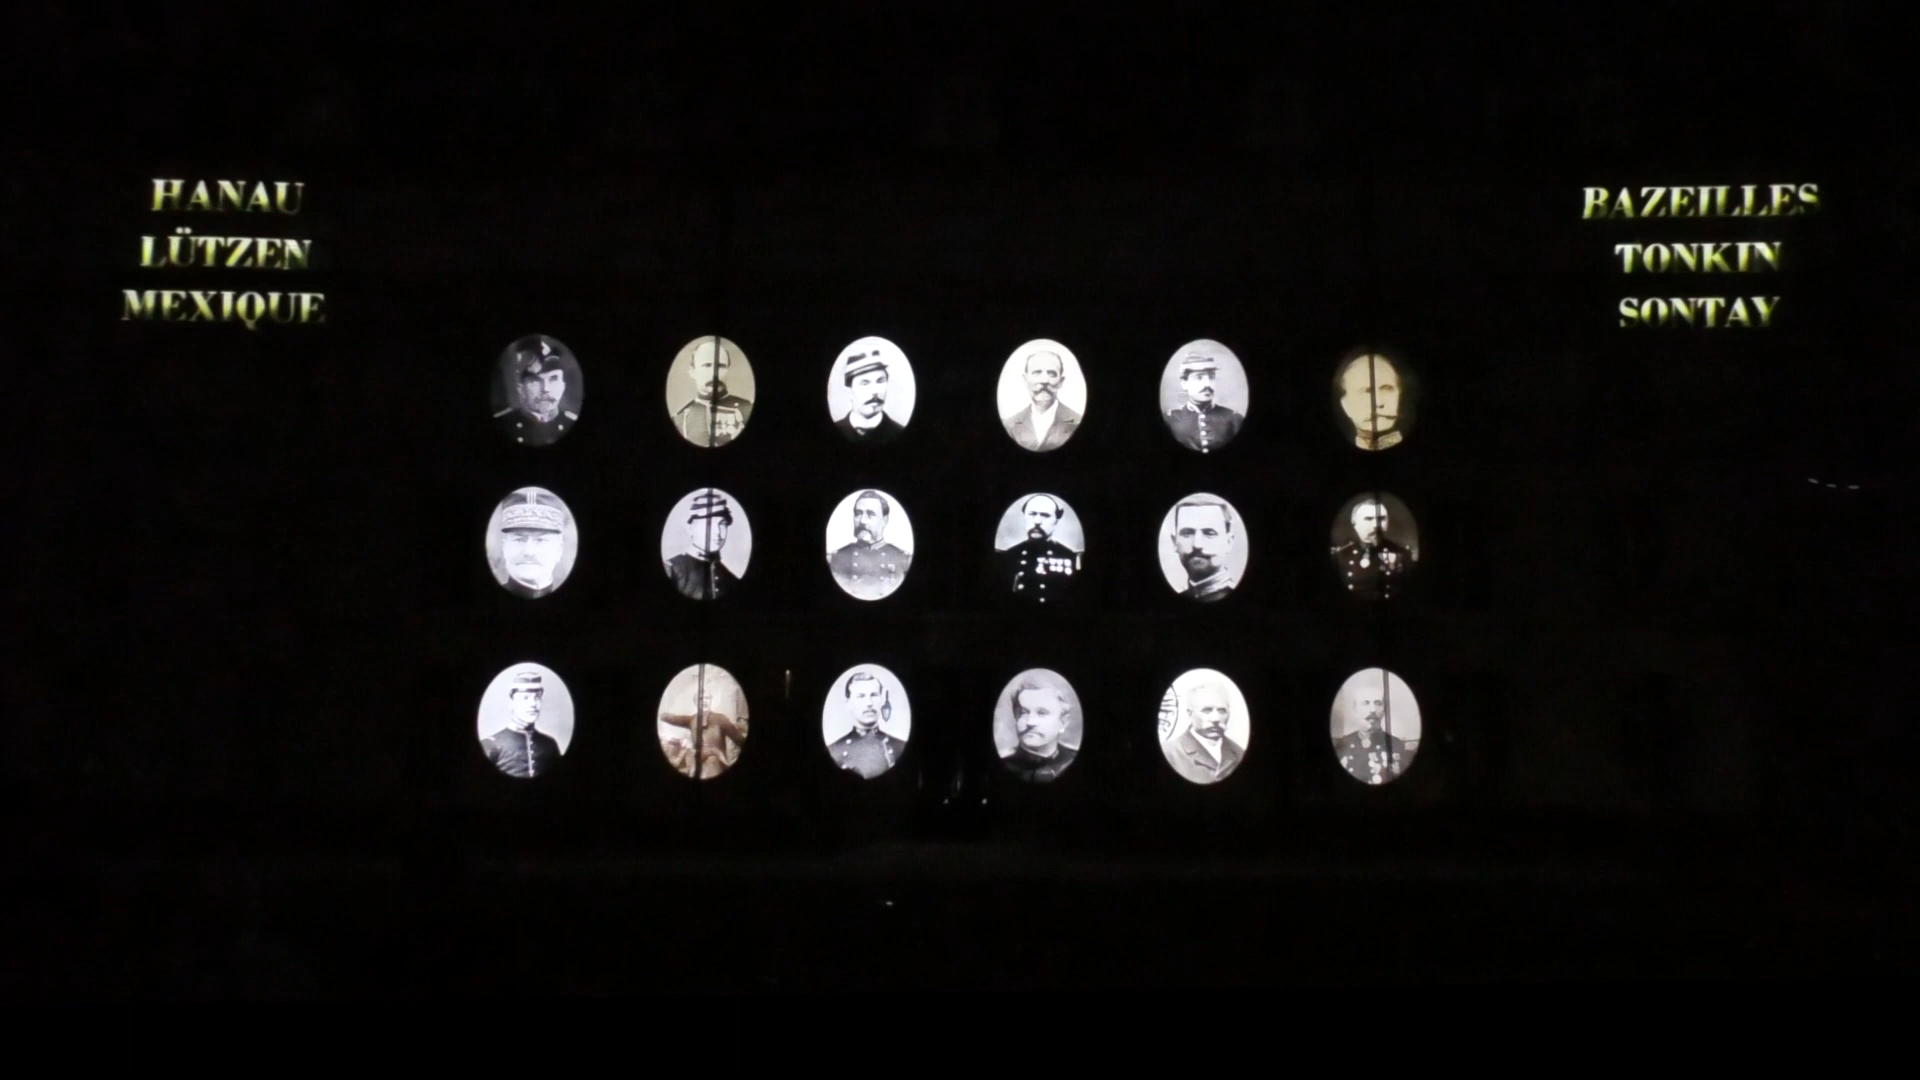 HANAU
LÜTZEN
MEXIQUE
BAZEILLES
TONKIN
SONTAY